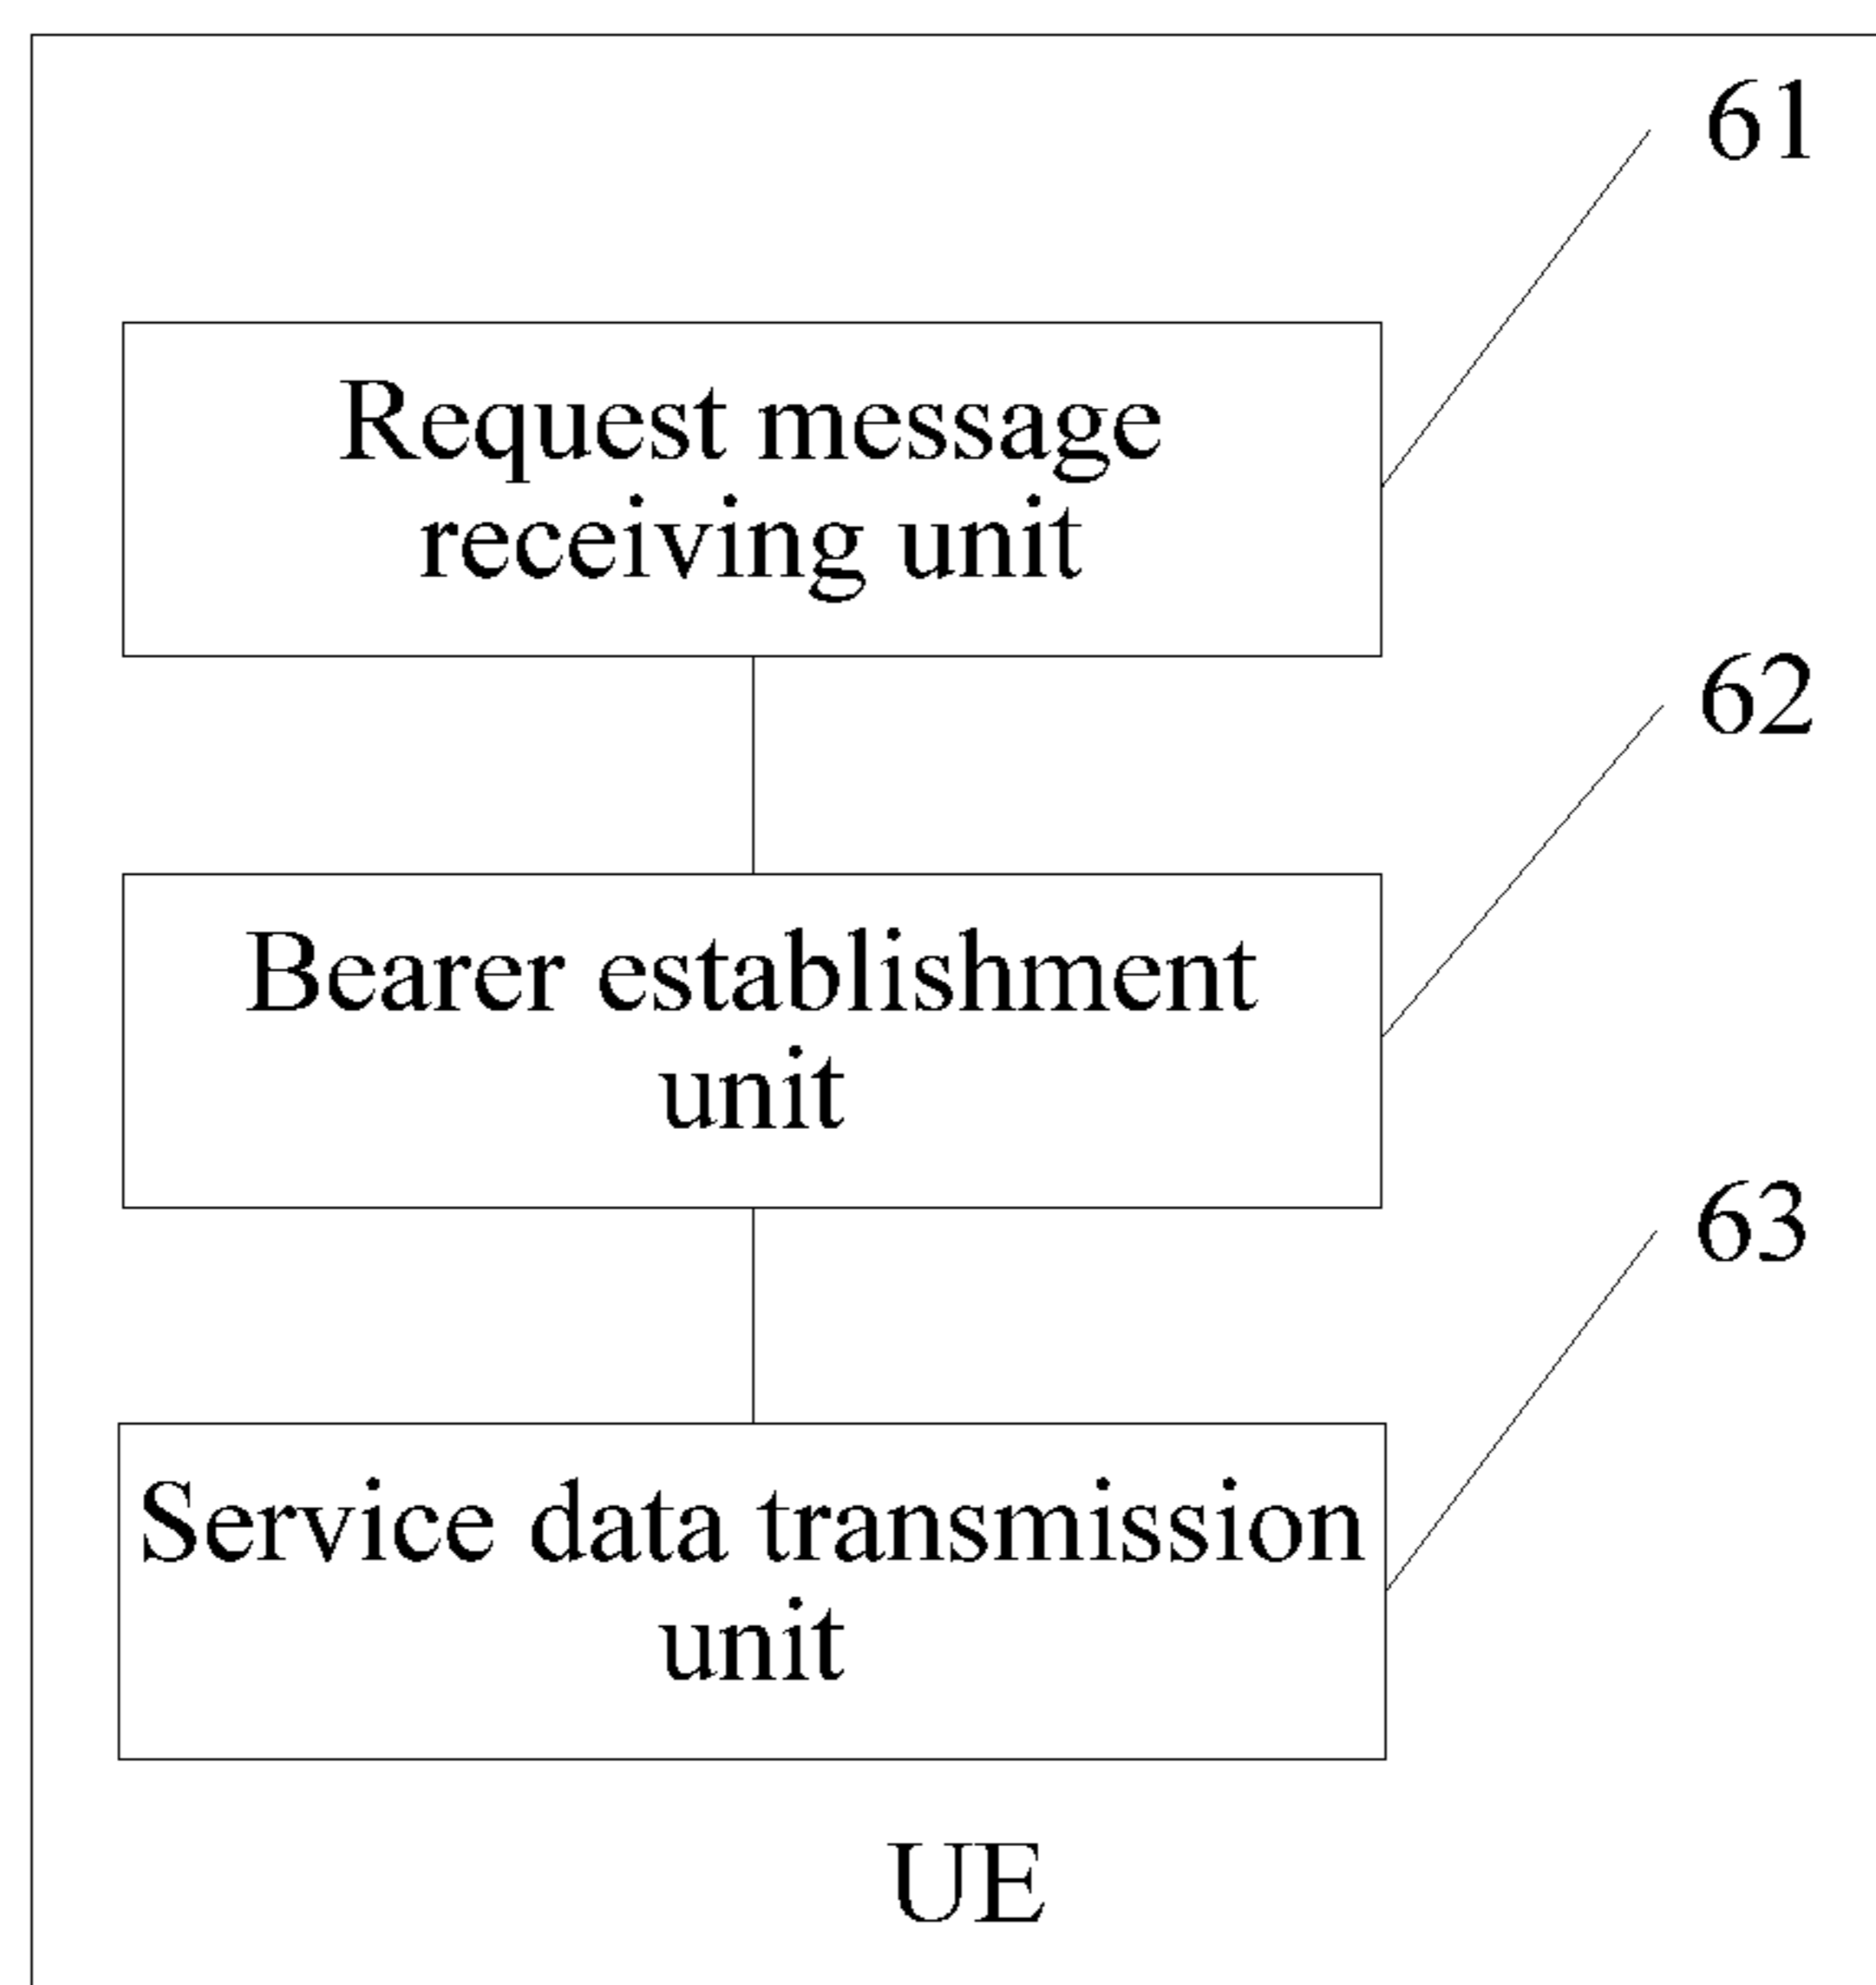 61
Request message
receiving unit
62
Bearer establishment
unit
63
Service data transmission
unit
UE